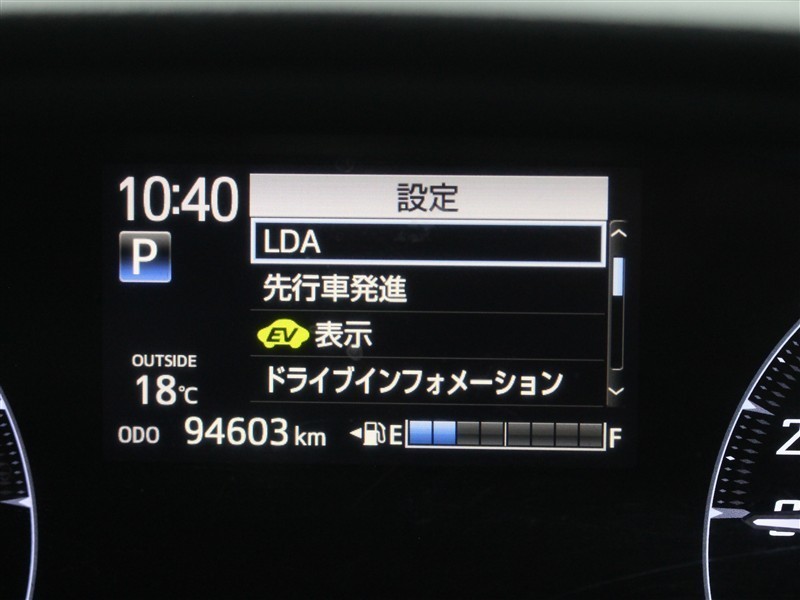 10:40
設定
LDA
P
先行車発進
EV 表示
OUTSIDE
18℃
ドライブインフォメーション
ODO 94603 km
E F
2